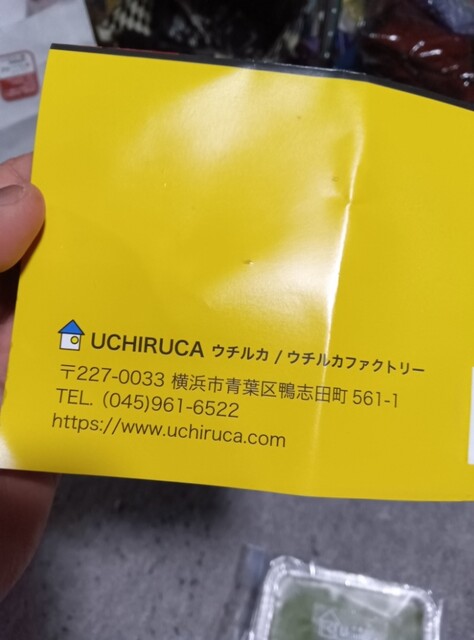 UCHIRUCA ウチルカ / ウチルカファクトリー
〒227-0033 横浜市青葉区鴨志田町 561-1
TEL. (045)961-6522
https://www.uchiruca.com